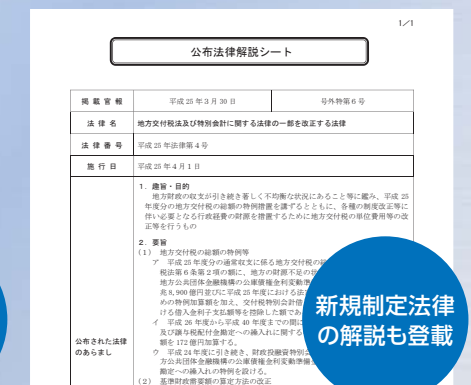 1/1
公布法律解説シート
掲載官報 平成25年3月30日 号外特第6号
法律名 地方交付税法及び特別会計に関する法律の一部を改正する法律
法律番号 平成25年法律第4号
施行日 平成25年4月1日
公布された法律
のあらまし
1. 趣旨・目的
地方財政の収支が引き続き著しく不均衡な状況にあること等に鑑み、平成25
年度分の地方交付税の総額の特例措置を講ずるとともに、各種の制度改正等に
伴い必要となる行政経費の財源を措置するために地方交付税の単位費用等の改
正等を行うもの
2. 要旨
(1) 地方交付税の総額の特例等
ア 平成25年度分の通常収支に係る地方交付税の
税法第6条第2項の額に、地方の財源不足の
地方公共団体金融機構の公庫債権金利変動準
兆8,900億円並びに平成25年度における法
めの特例加算額を加え、交付税特別会計借
ける借入金利子支払額等を控除した額であ
イ 平成26年度から平成40年度までの間に
及び譲与税配付金勘定への繰入れに関する
額を172億円加算する。
ウ 平成24年度に引き続き、財政投融資特別会
方公共団体金融機構の公庫債権金利変動準備
勘定への繰入れの特例を設ける。
(2) 基準財政需要額の算定方法の改正
新規制定法律
の解説も登載